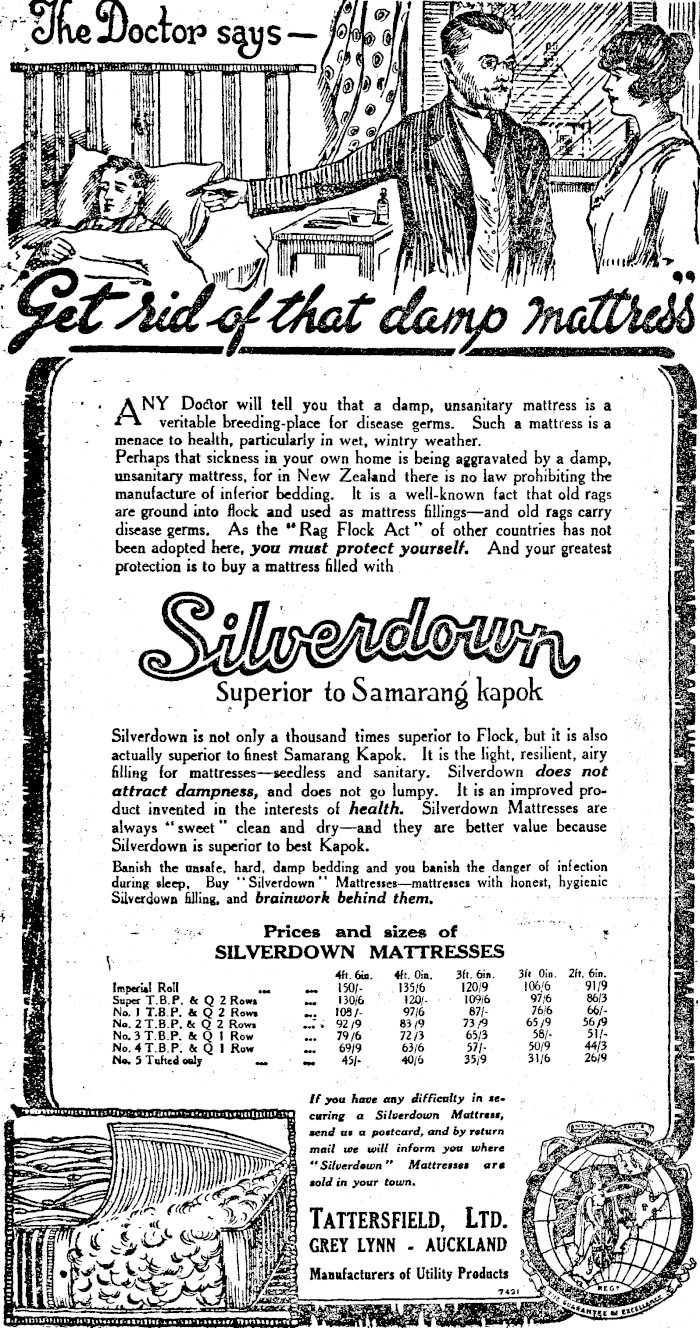 The Doctor says—
"Get rid of that damp mattress"
ANY Doctor will tell you that a damp, unsanitary mattress is a
veritable breeding-place for disease germs. Such a mattress is a
menace to health, particularly in wet, wintry weather.
Perhaps that sickness in your own home is being aggravated by a damp,
unsanitary mattress, for in New Zealand there is no law prohibiting the
manufacture of inferior bedding. It is a well-known fact that old rags
are ground into flock and used as mattress fillings—and old rags carry
disease germs. As the "Rag Flock Act" of other countries has not
been adopted here, you must protect yourself. And your greatest
protection is to buy a mattress filled with
Silverdown
Superior to Samarang kapok
Silverdown is not only a thousand times superior to Flock, but it is also
actually superior to finest Samarang Kapok. It is the light, resilient, airy
filling for mattresses—seedless and sanitary. Silverdown does not
attract dampness, and does not go lumpy. It is an improved pro-
duct invented in the interests of health. Silverdown Mattresses are
always "sweet" clean and dry—and they are better value because
Silverdown is superior to best Kapok.
Banish the unsafe, hard, damp bedding and you banish the danger of infection
during sleep. Buy "Silverdown" Mattresses—mattresses with honest, hygienic
Silverdown filling, and brainwork behind them.
Prices and sizes of
SILVERDOWN MATTRESSES
4ft. 6in. 4ft. 0in. 3ft. 6in. 3ft 0in. 2ft. 6in.
Imperial Roll ... ... 150/- 135/6 120/9 106/6 91/9
Super T.B.P. & Q 2 Rows ... 130/6 120/- 109/6 97/6 86/3
No. 1 T.B.P. & Q 2 Rows ... 108/- 97/6 87/- 76/6 66/-
No. 2 T.B.P. & Q 2 Rows ... 92/9 83/9 73/9 65/9 56/9
No. 3 T.B.P. & Q 1 Row ... 79/6 72/3 65/3 58/- 51/-
No. 4 T.B.P. & Q 1 Row ... 69/9 63/6 57/- 50/9 44/3
No. 5 Tufted only ... ... 45/- 40/6 35/9 31/6 26/9
If you have any difficulty in se-
curing a Silverdown Mattress,
send us a postcard, and by return
mail we will inform you where
"Silverdown" Mattresses are
sold in your town.
TATTERSFIELD, LTD.
GREY LYNN - AUCKLAND
Manufacturers of Utility Products
7421
REGD
THE GUARANTEE OF EXCELLENCE